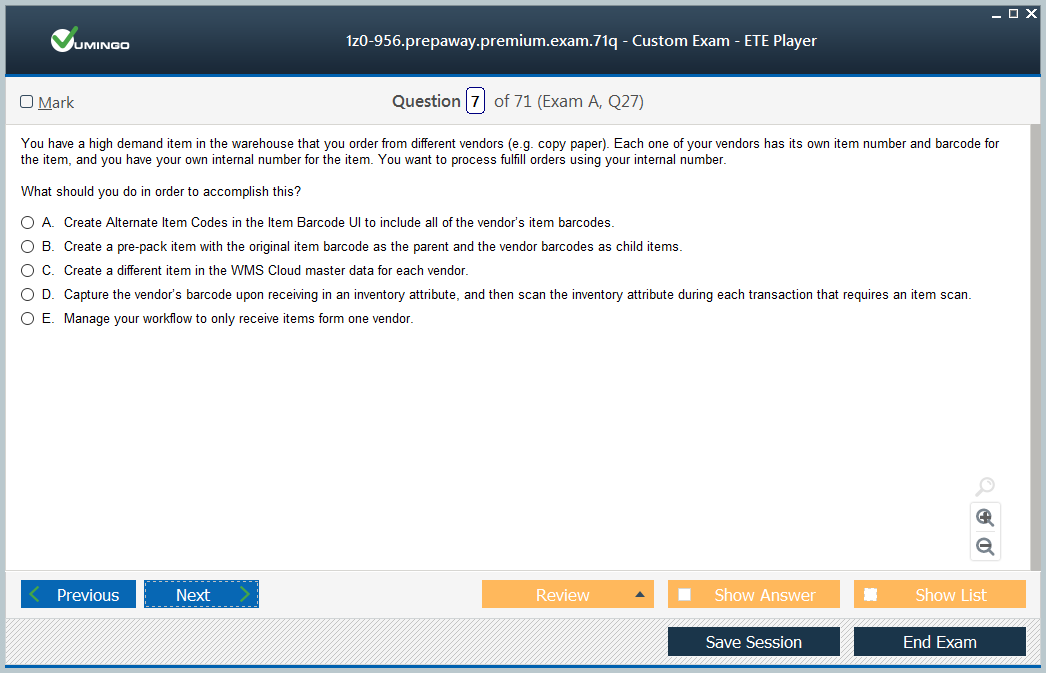 VUMINGO
1z0-956.prepaway.premium.exam.71q - Custom Exam - ETE Player
Mark
Question 7 of 71 (Exam A, Q27)
You have a high demand item in the warehouse that you order from different vendors (e.g. copy paper). Each one of your vendors has its own item number and barcode for
the item, and you have your own internal number for the item. You want to process fulfill orders using your internal number.
What should you do in order to accomplish this?
A. Create Alternate Item Codes in the Item Barcode UI to include all of the vendor's item barcodes.
B. Create a pre-pack item with the original item barcode as the parent and the vendor barcodes as child items.
C. Create a different item in the WMS Cloud master data for each vendor.
D. Capture the vendor's barcode upon receiving in an inventory attribute, and then scan the inventory attribute during each transaction that requires an item scan.
E. Manage your workflow to only receive items form one vendor.
Previous
Next
Review
Show Answer
Show List
Save Session
End Exam